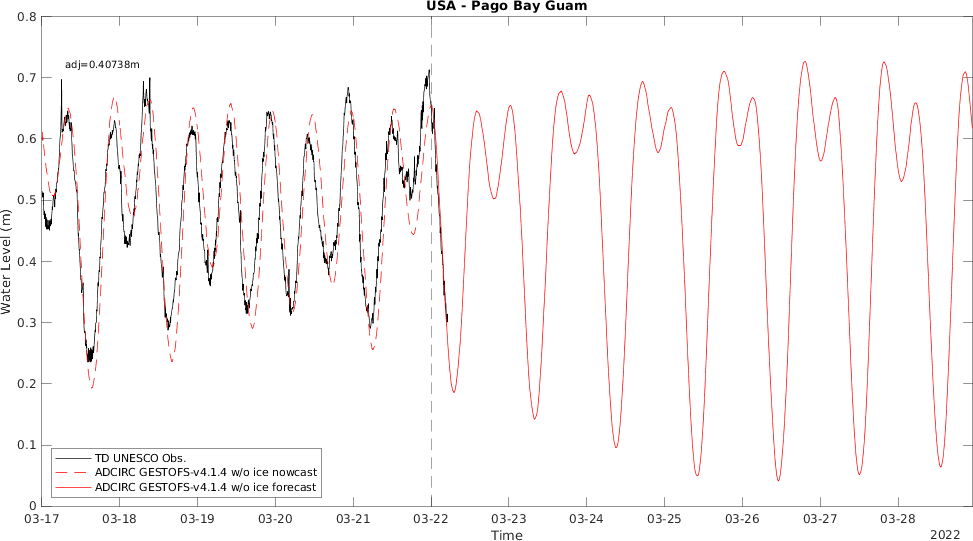 USA - Pago Bay Guam
0.8
0.7
0.6
0.5
0.4
0.3
0.2
0.1
0
Water Level (m)
adj=0.40738m
TD UNESCO Obs.
ADCIRC GESTOFS-v4.1.4 w/o ice nowcast
ADCIRC GESTOFS-v4.1.4 w/o ice forecast
03-17 03-18 03-19 03-20 03-21 03-22 03-23 03-24 03-25 03-26 03-27 03-28
Time
2022